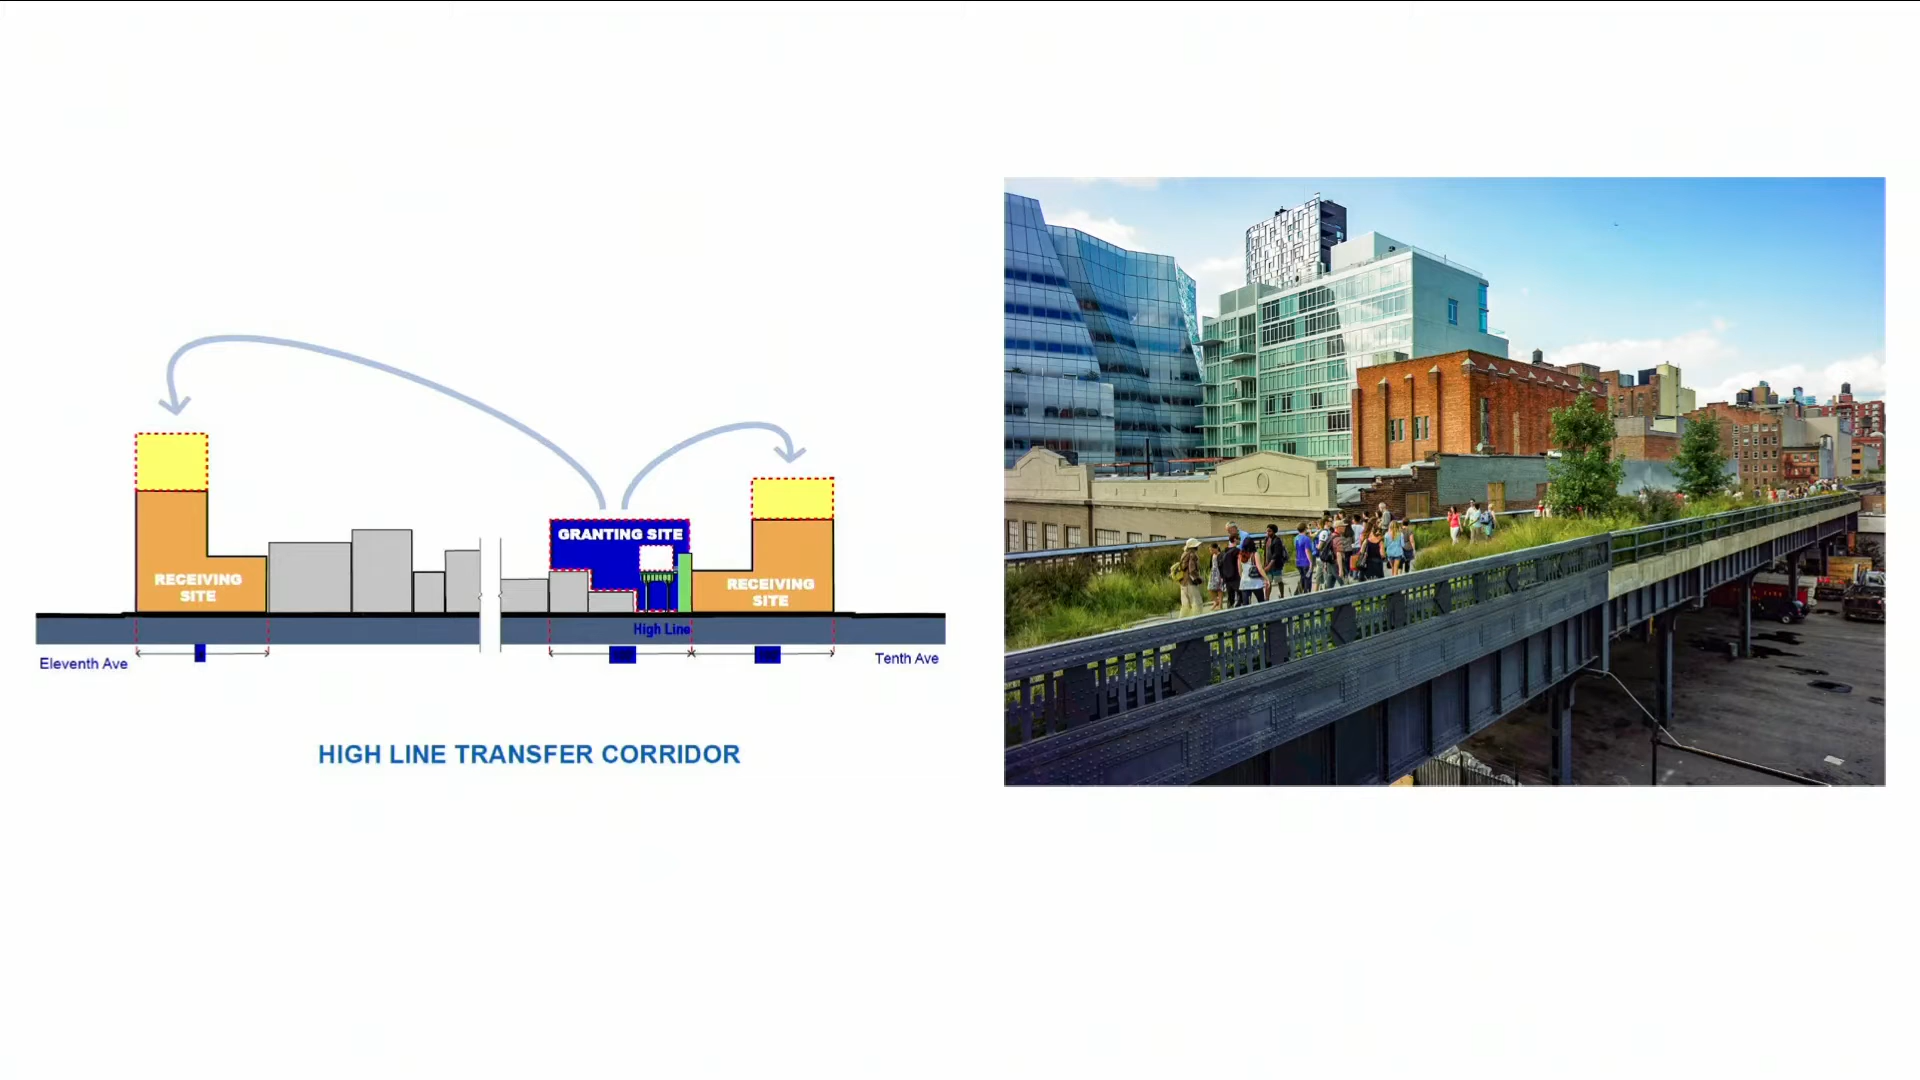 GRANTING SITE
RECEIVING
SITE
RECEIVING
SITE
High Line
Eleventh Ave
Tenth Ave
HIGH LINE TRANSFER CORRIDOR